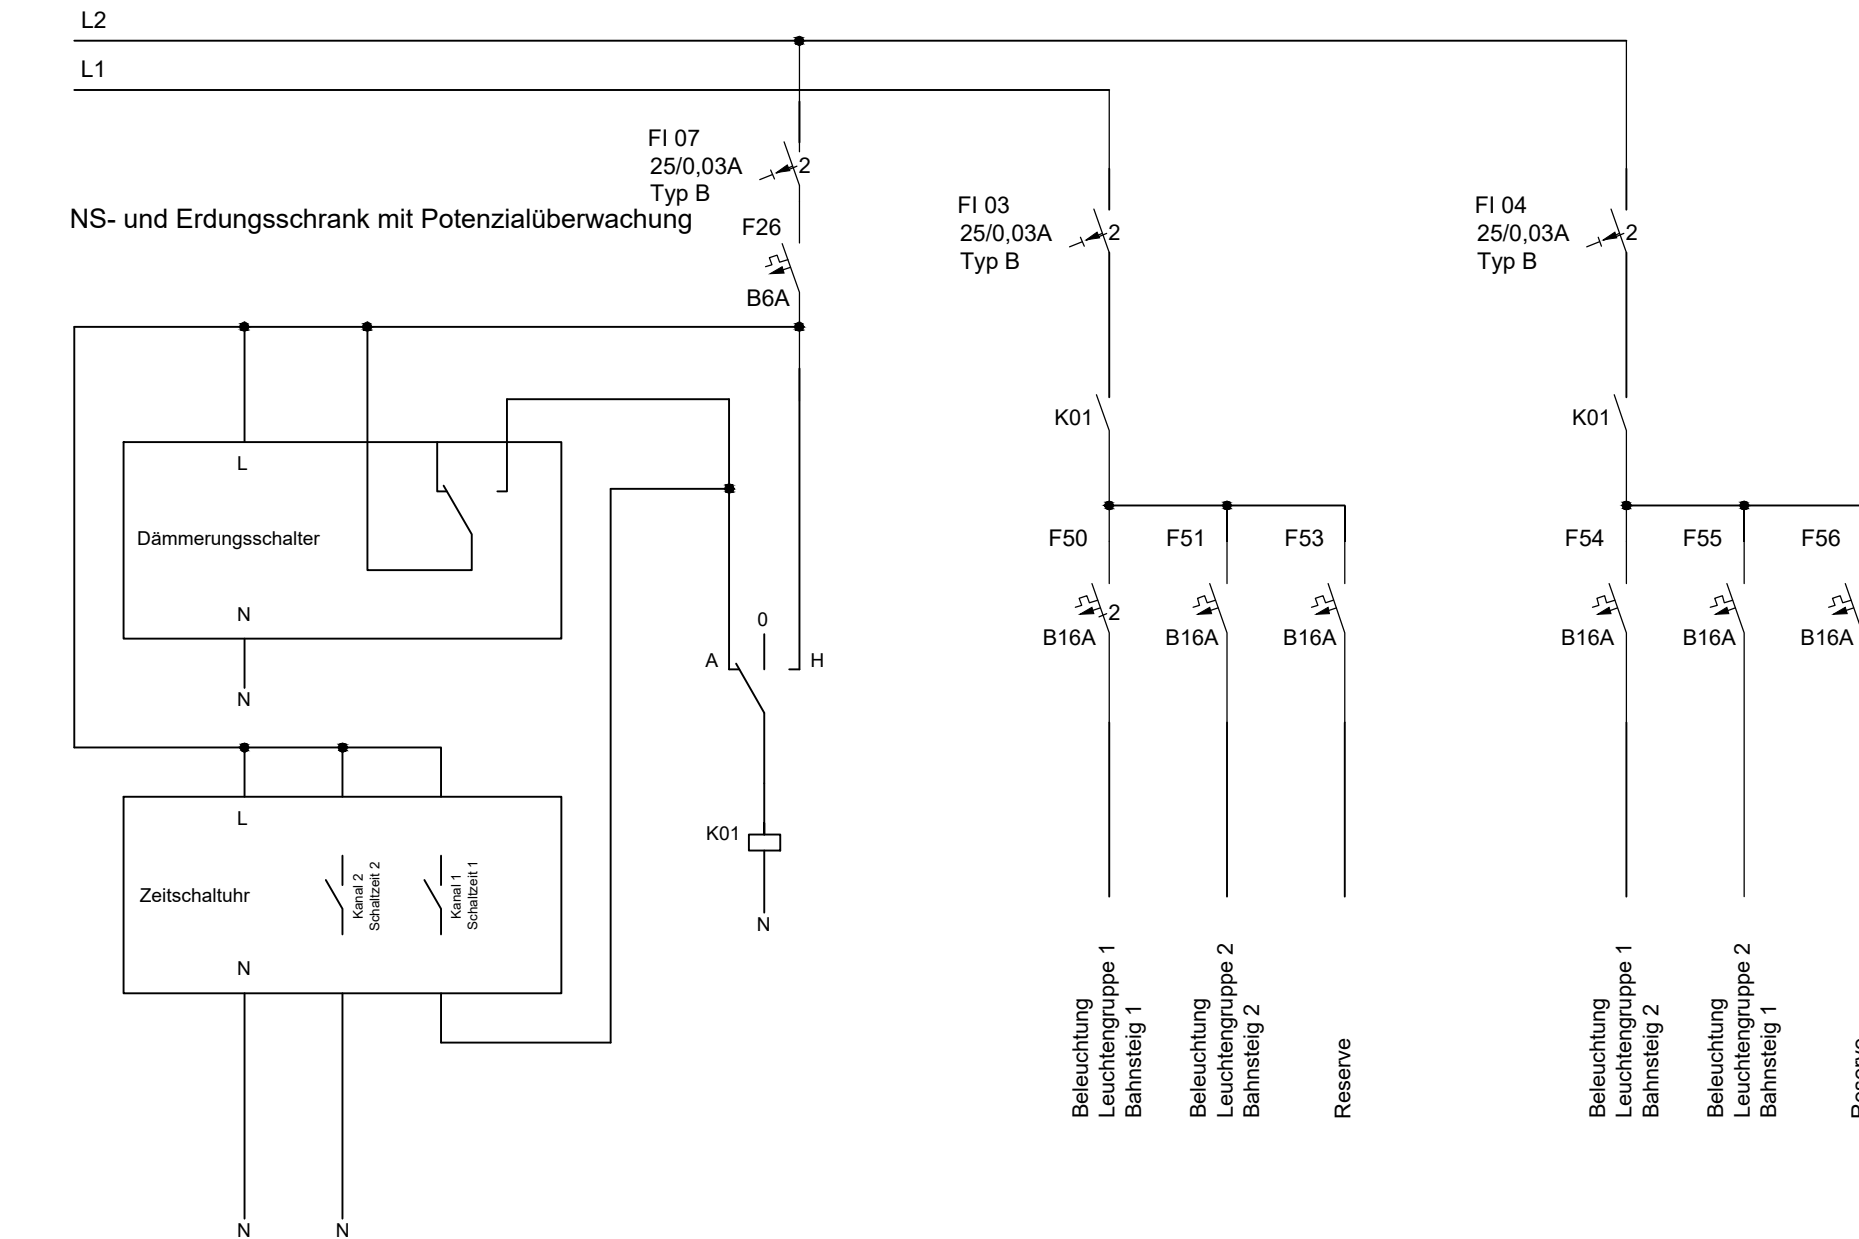 L2
L1
FI 07
25/0,03A
Typ B
2
NS- und Erdungsschrank mit Potenzialüberwachung
F26
B6A
FI 03
25/0,03A
Typ B
2
FI 04
25/0,03A
Typ B
2
K01
K01
L
Dämmerungsschalter
N
N
F50
F51
F53
F54
F55
F56
2
B16A
B16A
B16A
B16A
B16A
B16A
0
A
H
L
Zeitschaltuhr
Kanal 2
Schaltzeit 2
Kanal 1
Schaltzeit 1
N
K01
N
Beleuchtung
Leuchtengruppe 1
Bahnsteig 1
Beleuchtung
Leuchtengruppe 2
Bahnsteig 2
Reserve
Beleuchtung
Leuchtengruppe 1
Bahnsteig 2
Beleuchtung
Leuchtengruppe 2
Bahnsteig 1
N
N